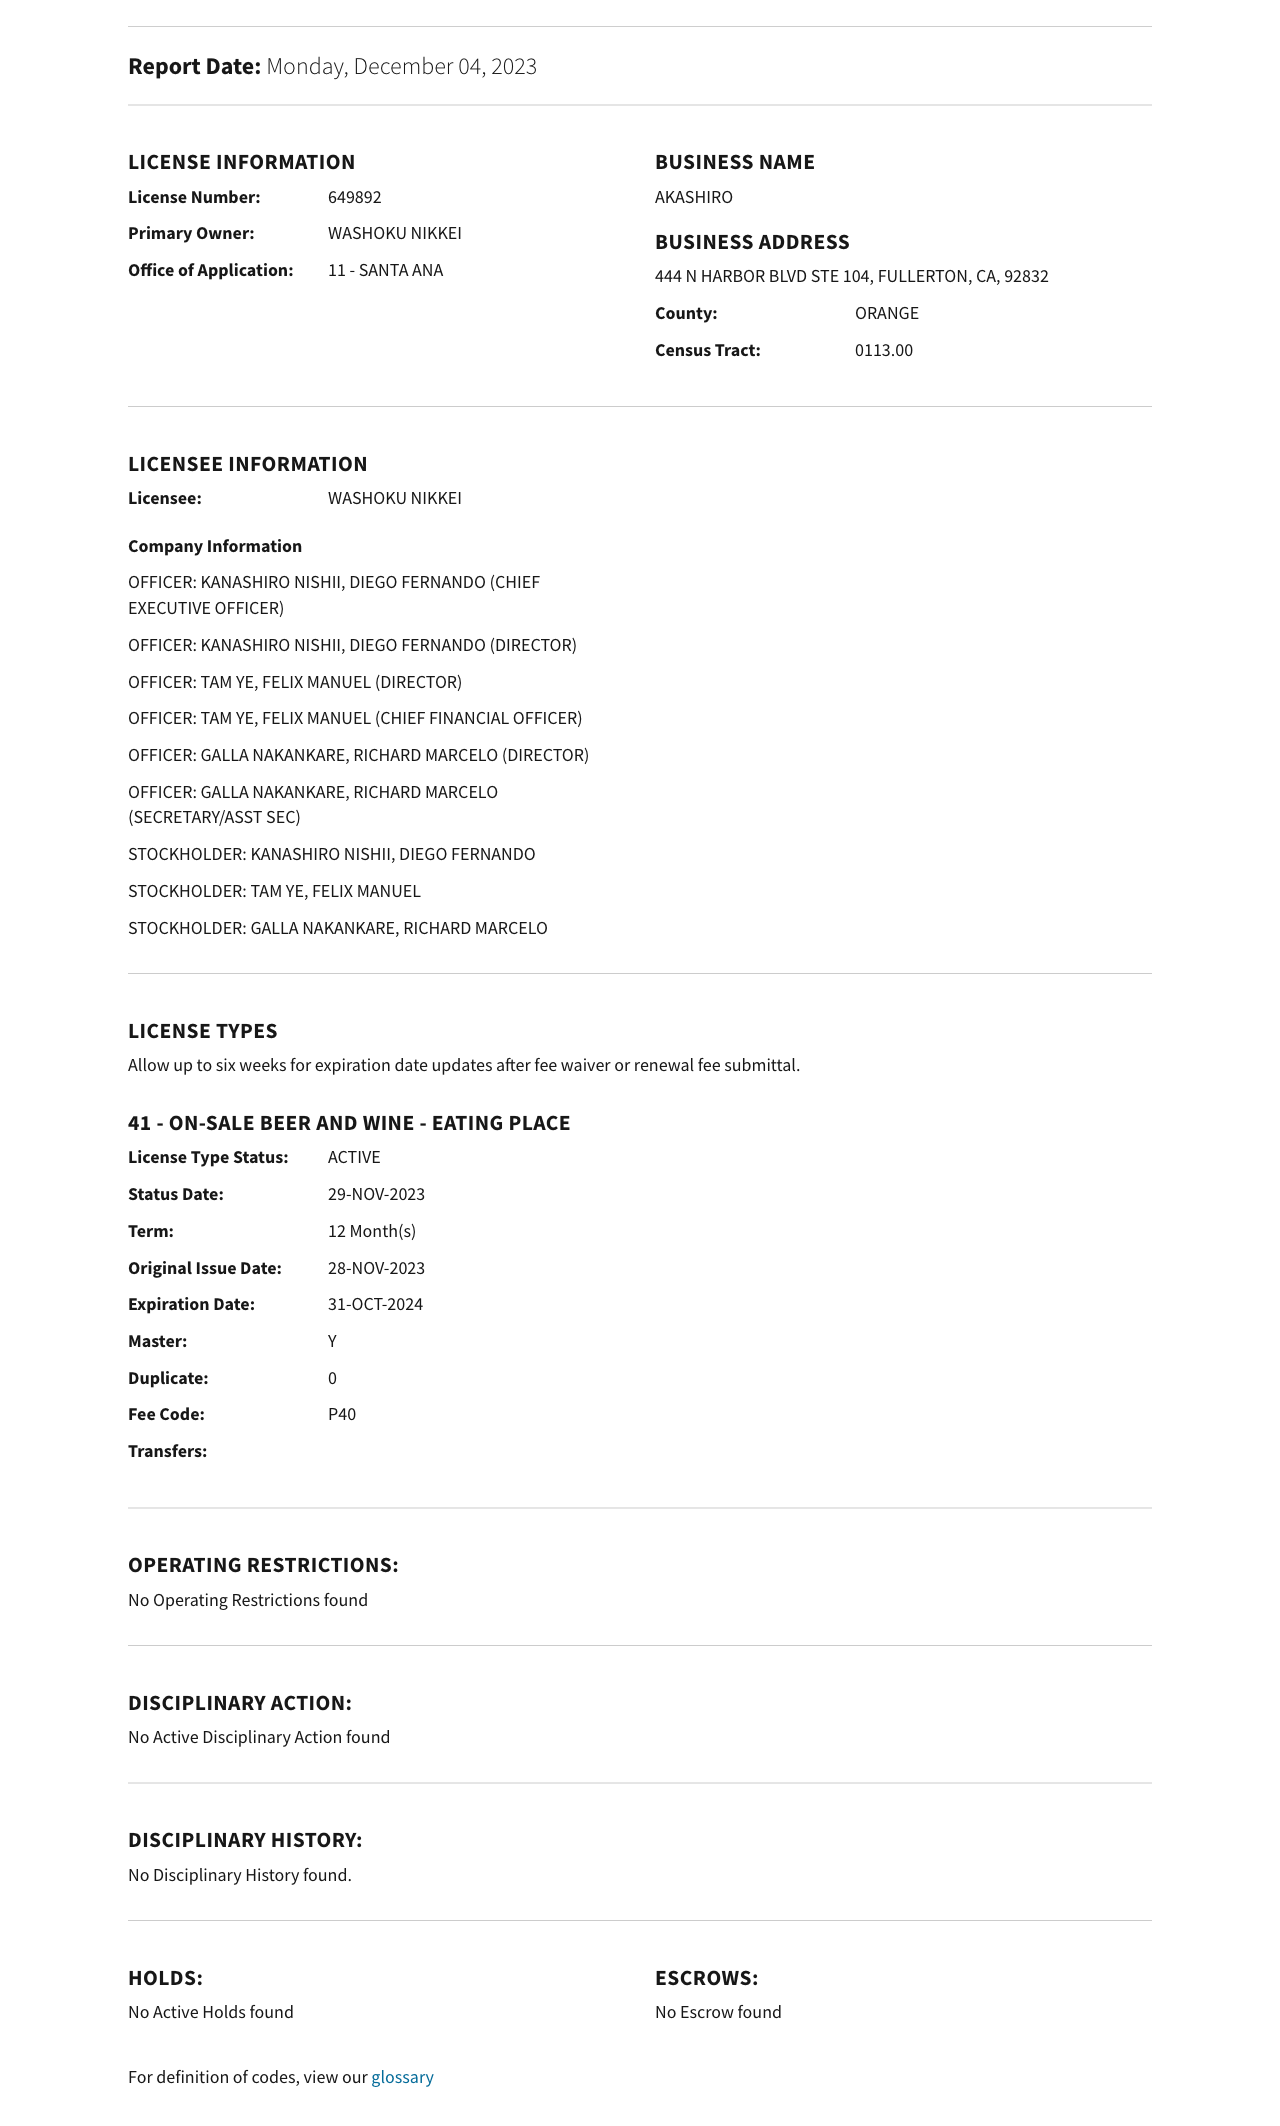 Report Date: Monday, December 04, 2023
LICENSE INFORMATION
License Number: 649892
Primary Owner: WASHOKU NIKKEI
Office of Application: 11 - SANTA ANA
BUSINESS NAME
AKASHIRO
BUSINESS ADDRESS
444 N HARBOR BLVD STE 104, FULLERTON, CA, 92832
County: ORANGE
Census Tract: 0113.00
LICENSEE INFORMATION
Licensee: WASHOKU NIKKEI
Company Information
OFFICER: KANASHIRO NISHII, DIEGO FERNANDO (CHIEF
EXECUTIVE OFFICER)
OFFICER: KANASHIRO NISHII, DIEGO FERNANDO (DIRECTOR)
OFFICER: TAM YE, FELIX MANUEL (DIRECTOR)
OFFICER: TAM YE, FELIX MANUEL (CHIEF FINANCIAL OFFICER)
OFFICER: GALLA NAKANKARE, RICHARD MARCELO (DIRECTOR)
OFFICER: GALLA NAKANKARE, RICHARD MARCELO
(SECRETARY/ASST SEC)
STOCKHOLDER: KANASHIRO NISHII, DIEGO FERNANDO
STOCKHOLDER: TAM YE, FELIX MANUEL
STOCKHOLDER: GALLA NAKANKARE, RICHARD MARCELO
LICENSE TYPES
Allow up to six weeks for expiration date updates after fee waiver or renewal fee submittal.
41 - ON-SALE BEER AND WINE - EATING PLACE
License Type Status: ACTIVE
Status Date: 29-NOV-2023
Term: 12 Month(s)
Original Issue Date: 28-NOV-2023
Expiration Date: 31-OCT-2024
Master: Y
Duplicate: 0
Fee Code: P40
Transfers:
OPERATING RESTRICTIONS:
No Operating Restrictions found
DISCIPLINARY ACTION:
No Active Disciplinary Action found
DISCIPLINARY HISTORY:
No Disciplinary History found.
HOLDS:
No Active Holds found
ESCROWS:
No Escrow found
For definition of codes, view our glossary